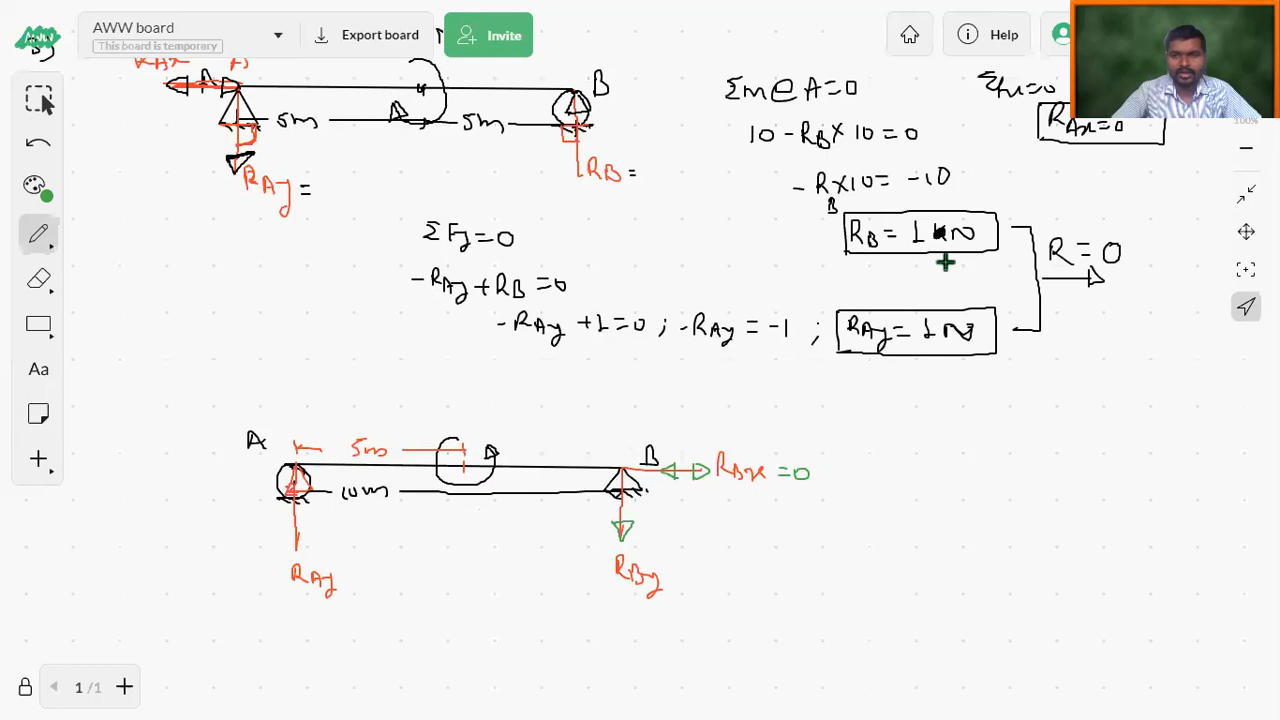 AWW board
This board is temporary
Export board
Invite
Help
A
B
5m
5m
RAy =
RB =
Σm@A=0
10 - RB×10 = 0
-RB×10 = -10
RB = 1 kN
RAx=0
ΣFy=0
-RAy + RB = 0
-RAy + 1 = 0 ; -RAy = -1 ; RAy = 1 N
R = 0
A
5m
B
RBx = 0
10m
RAy
RBy
Aa
1 /1
100%